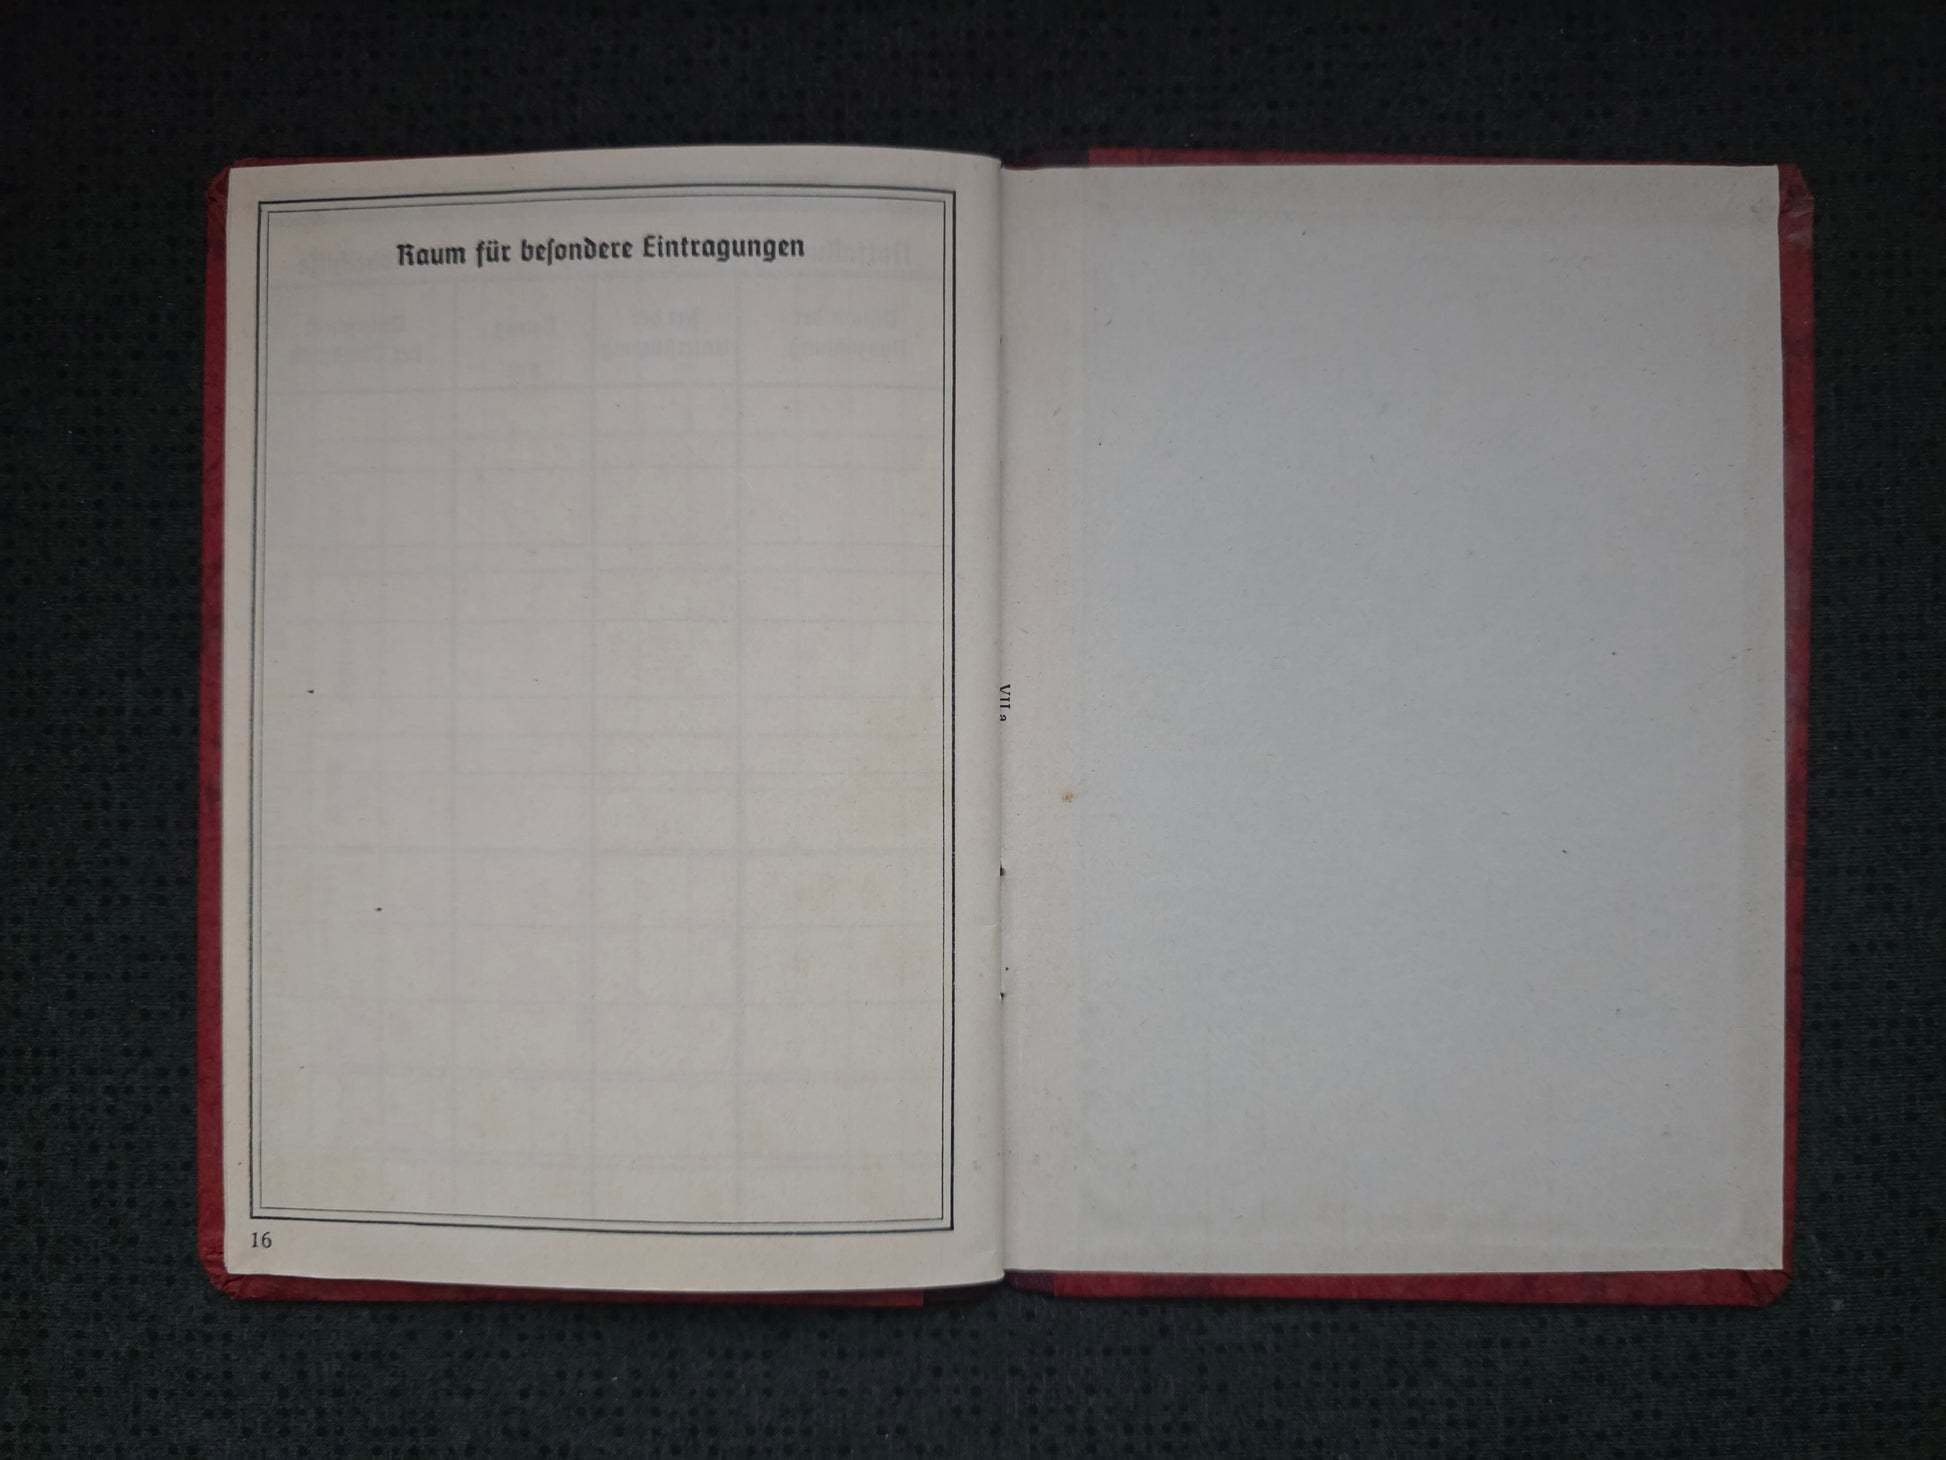 Raum für beſondere Eintragungen
16
VII a